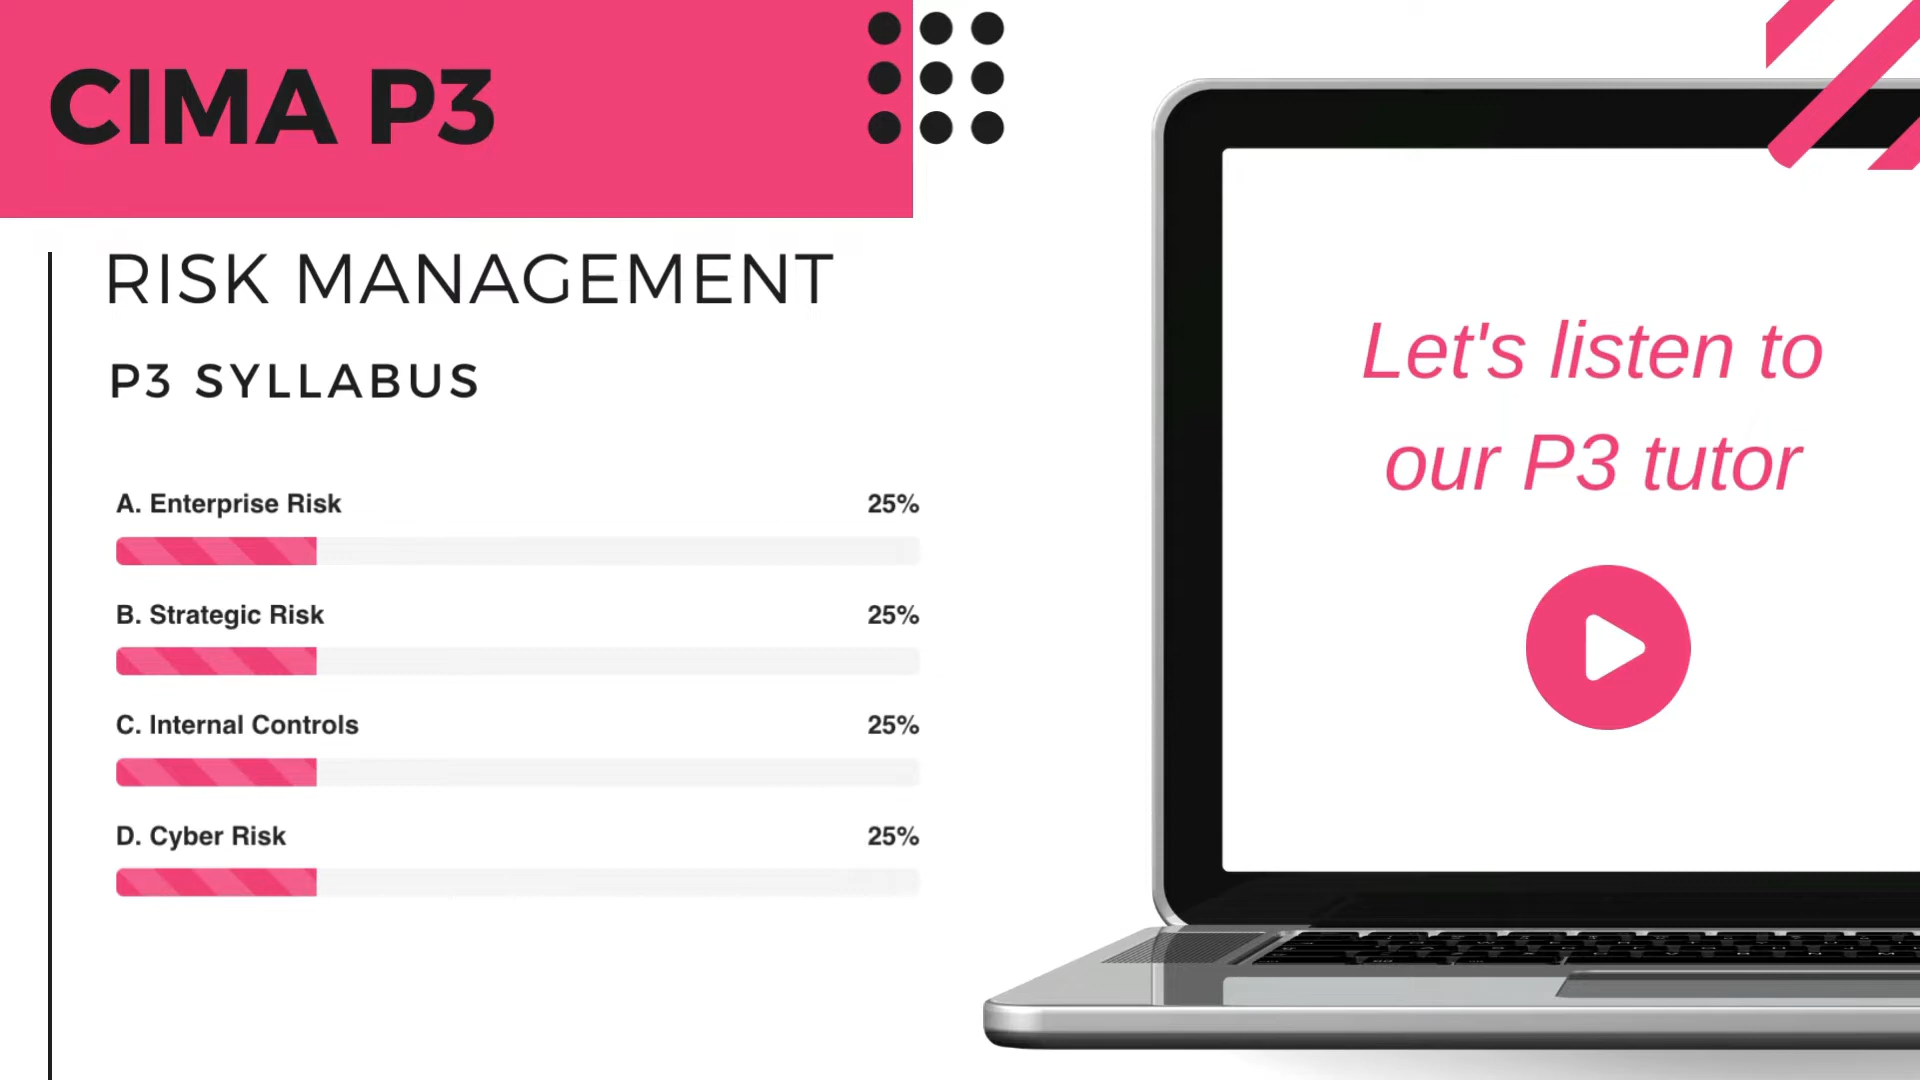 CIMA P3
RISK MANAGEMENT
P3 SYLLABUS
A. Enterprise Risk 25%
B. Strategic Risk 25%
C. Internal Controls 25%
D. Cyber Risk 25%
Let's listen to
our P3 tutor